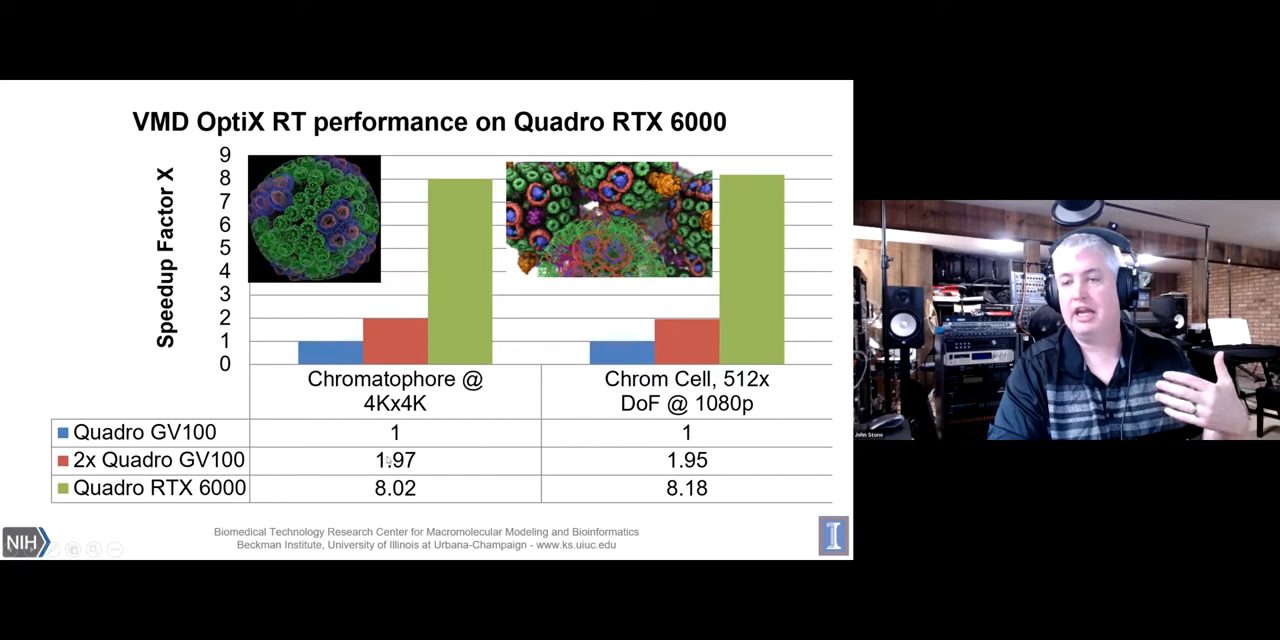 VMD OptiX RT performance on Quadro RTX 6000
Speedup Factor X
9
8
7
6
5
4
3
2
1
0
Chromatophore @
4Kx4K
Chrom Cell, 512x
DoF @ 1080p
Quadro GV100 1 1
2x Quadro GV100 1.97 1.95
Quadro RTX 6000 8.02 8.18
Biomedical Technology Research Center for Macromolecular Modeling and Bioinformatics
Beckman Institute, University of Illinois at Urbana-Champaign - www.ks.uiuc.edu
NIH
I
John Stone